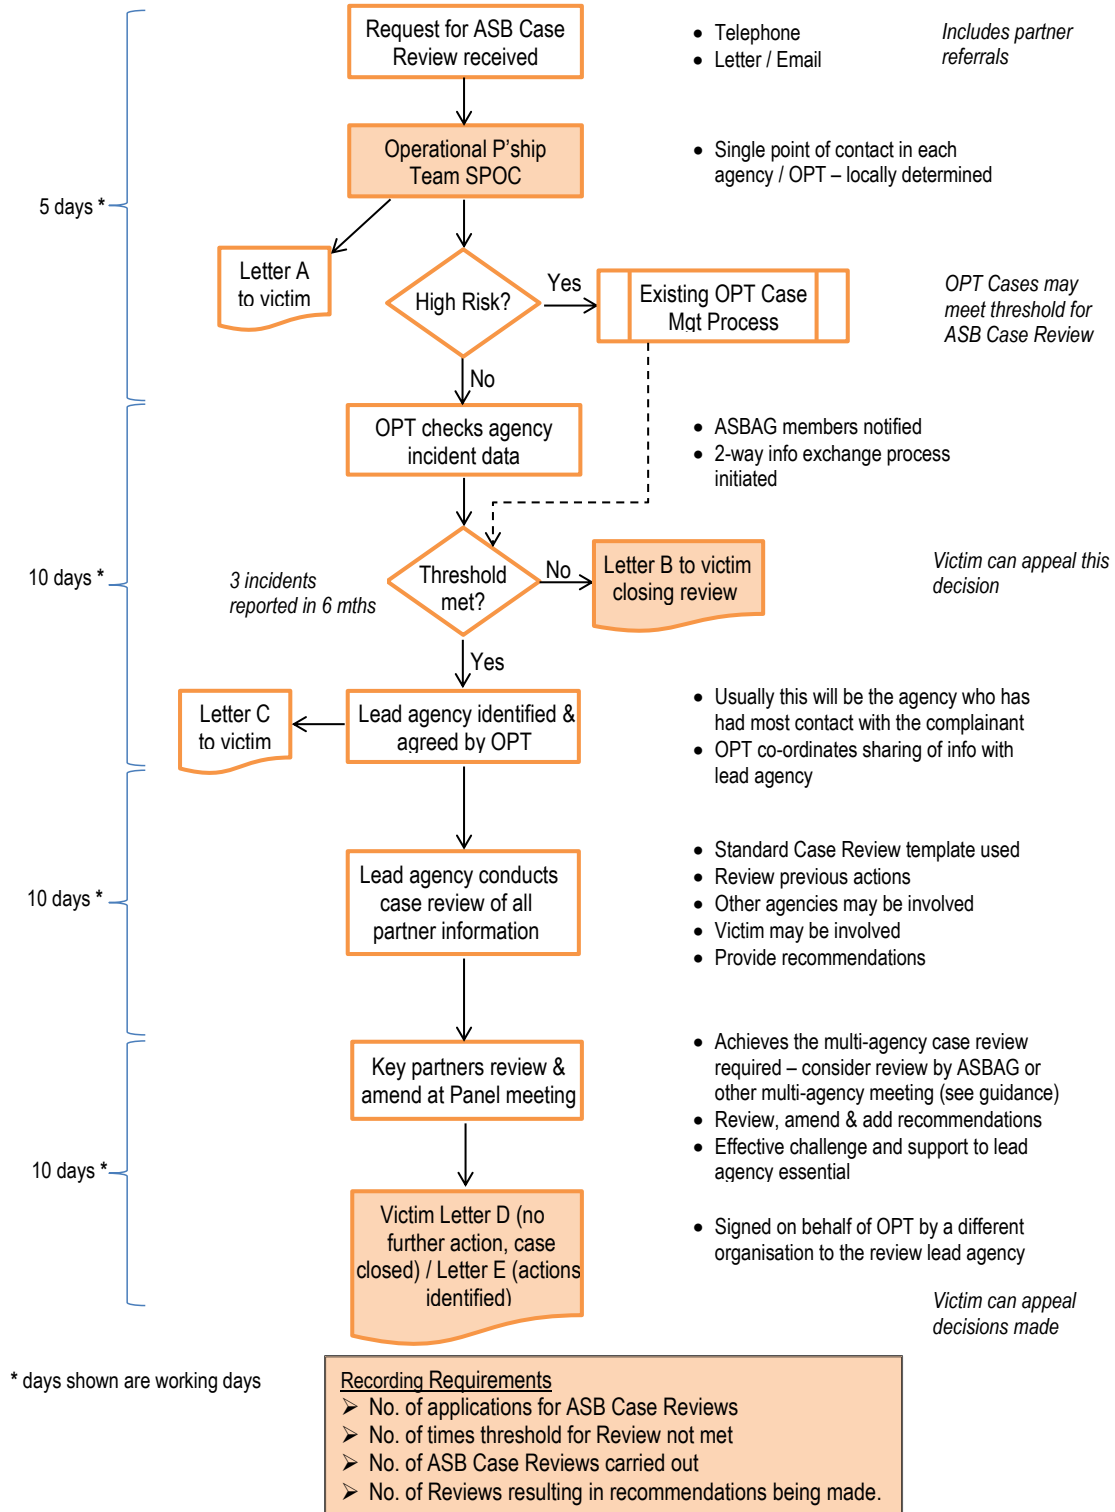 Request for ASB Case
Review received
• Telephone
• Letter / Email
Includes partner
referrals
Operational P'ship
Team SPOC
• Single point of contact in each
agency / OPT – locally determined
5 days *
Letter A
to victim
High Risk?
Yes
Existing OPT Case
Mgt Process
OPT Cases may
meet threshold for
ASB Case Review
No
OPT checks agency
incident data
• ASBAG members notified
• 2-way info exchange process
initiated
10 days *
3 incidents
reported in 6 mths
Threshold
met?
No
Letter B to victim
closing review
Victim can appeal this
decision
Yes
Letter C
to victim
Lead agency identified &
agreed by OPT
• Usually this will be the agency who has
had most contact with the complainant
• OPT co-ordinates sharing of info with
lead agency
10 days *
Lead agency conducts
case review of all
partner information
• Standard Case Review template used
• Review previous actions
• Other agencies may be involved
• Victim may be involved
• Provide recommendations
Key partners review &
amend at Panel meeting
• Achieves the multi-agency case review
required – consider review by ASBAG or
other multi-agency meeting (see guidance)
• Review, amend & add recommendations
• Effective challenge and support to lead
agency essential
10 days *
Victim Letter D (no
further action, case
closed) / Letter E (actions
identified)
• Signed on behalf of OPT by a different
organisation to the review lead agency
Victim can appeal
decisions made
* days shown are working days
Recording Requirements
➢ No. of applications for ASB Case Reviews
➢ No. of times threshold for Review not met
➢ No. of ASB Case Reviews carried out
➢ No. of Reviews resulting in recommendations being made.